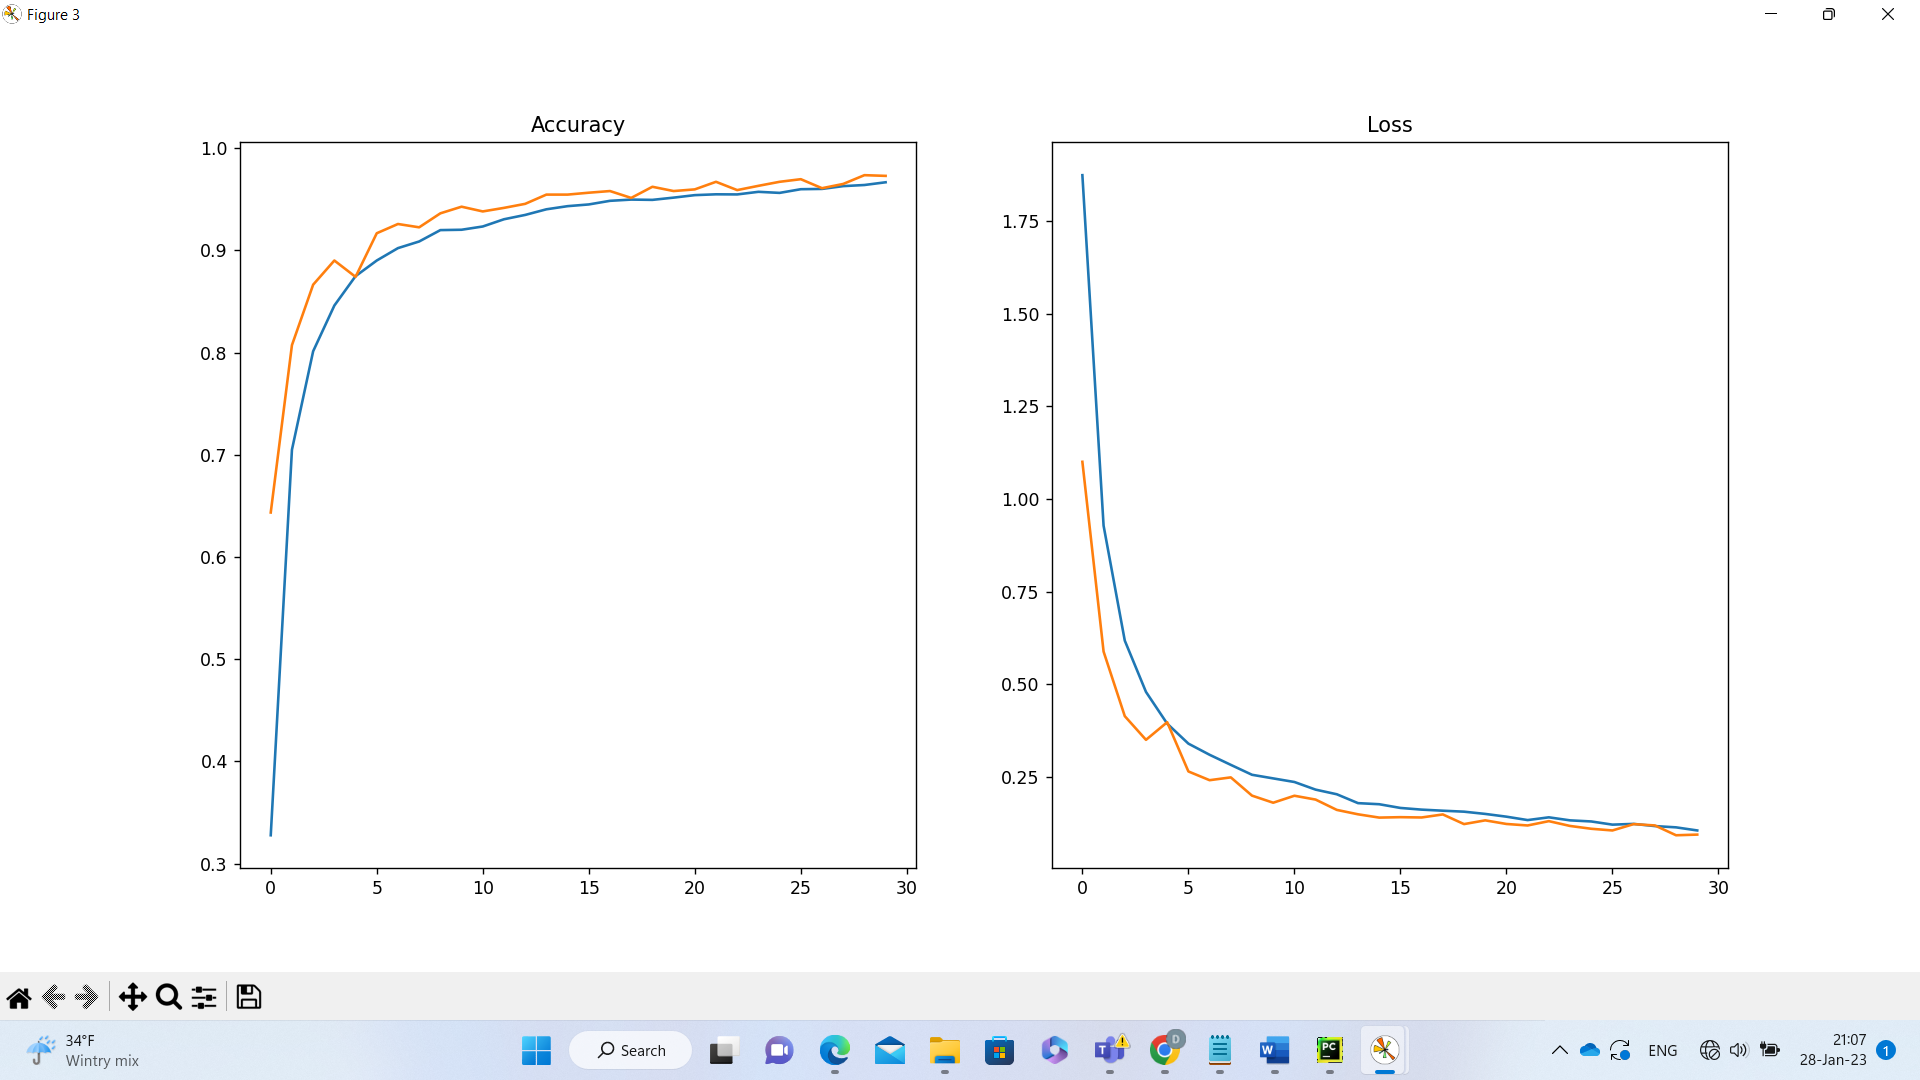 Figure 3
Accuracy
1.0
0.9
0.8
0.7
0.6
0.5
0.4
0.3
0 5 10 15 20 25 30
Loss
1.75
1.50
1.25
1.00
0.75
0.50
0.25
0 5 10 15 20 25 30
34°F
Wintry mix
Search
T
D
W
PC
ENG
21:07
28-Jan-23
1